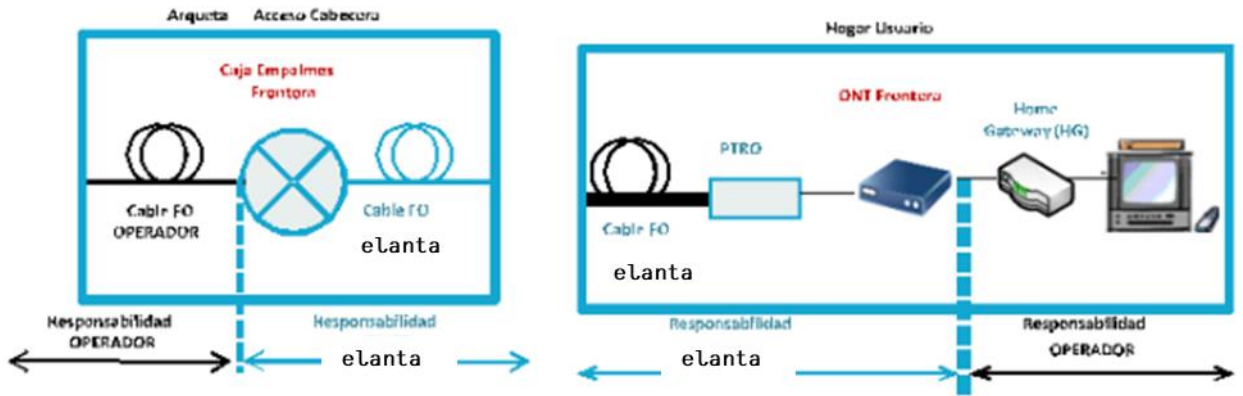 Arqueta Acceso Cabecera
Caja Empalmes
Frontera
Cable FO
OPERADOR
Cable FO
elanta
Responsabilidad
OPERADOR
Responsabilidad
elanta
Hogar Usuario
ONT Frontera
Home
Gateway (HG)
PTRO
Cable FO
elanta
Responsabilidad
elanta
Responsabilidad
OPERADOR